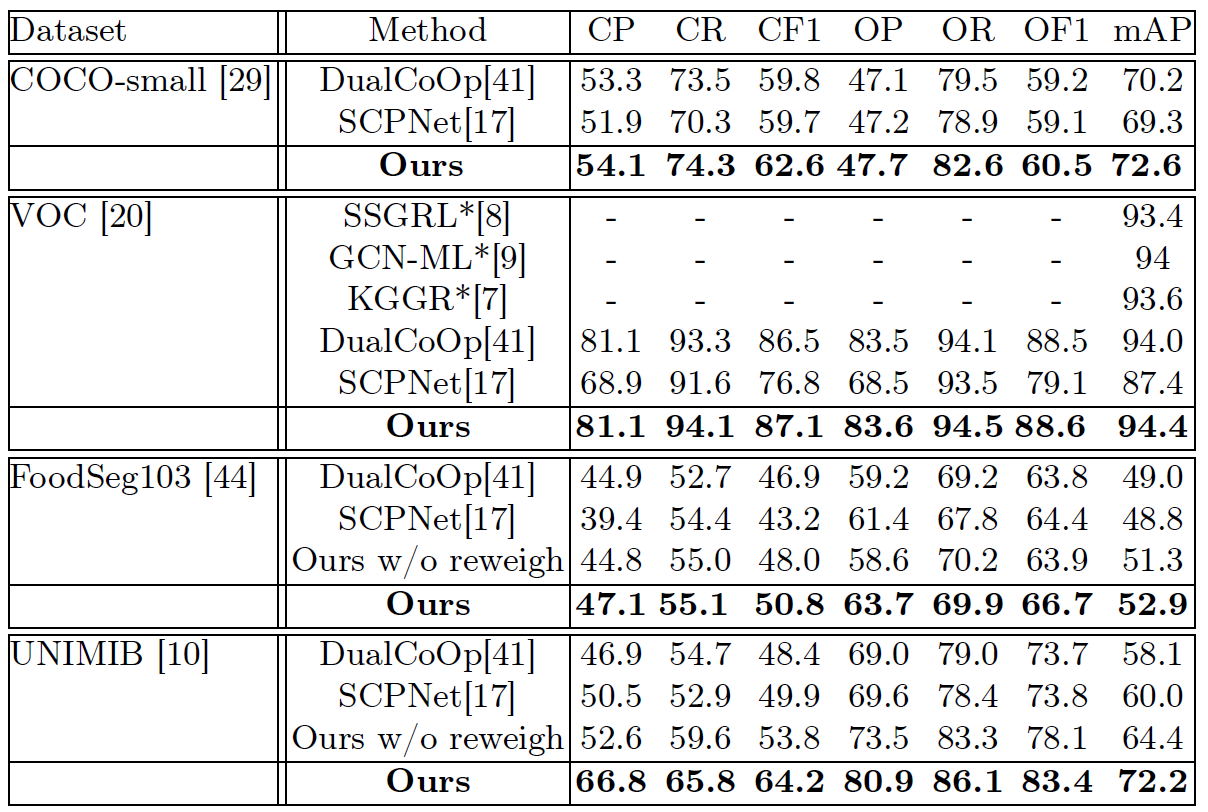 Dataset Method CP CR CF1 OP OR OF1 mAP
COCO-small [29] DualCoOp[41] 53.3 73.5 59.8 47.1 79.5 59.2 70.2
SCPNet[17] 51.9 70.3 59.7 47.2 78.9 59.1 69.3
Ours 54.1 74.3 62.6 47.7 82.6 60.5 72.6
VOC [20] SSGRL*[8] - - - - - - 93.4
GCN-ML*[9] - - - - - - 94
KGGR*[7] - - - - - - 93.6
DualCoOp[41] 81.1 93.3 86.5 83.5 94.1 88.5 94.0
SCPNet[17] 68.9 91.6 76.8 68.5 93.5 79.1 87.4
Ours 81.1 94.1 87.1 83.6 94.5 88.6 94.4
FoodSeg103 [44] DualCoOp[41] 44.9 52.7 46.9 59.2 69.2 63.8 49.0
SCPNet[17] 39.4 54.4 43.2 61.4 67.8 64.4 48.8
Ours w/o reweigh 44.8 55.0 48.0 58.6 70.2 63.9 51.3
Ours 47.1 55.1 50.8 63.7 69.9 66.7 52.9
UNIMIB [10] DualCoOp[41] 46.9 54.7 48.4 69.0 79.0 73.7 58.1
SCPNet[17] 50.5 52.9 49.9 69.6 78.4 73.8 60.0
Ours w/o reweigh 52.6 59.6 53.8 73.5 83.3 78.1 64.4
Ours 66.8 65.8 64.2 80.9 86.1 83.4 72.2